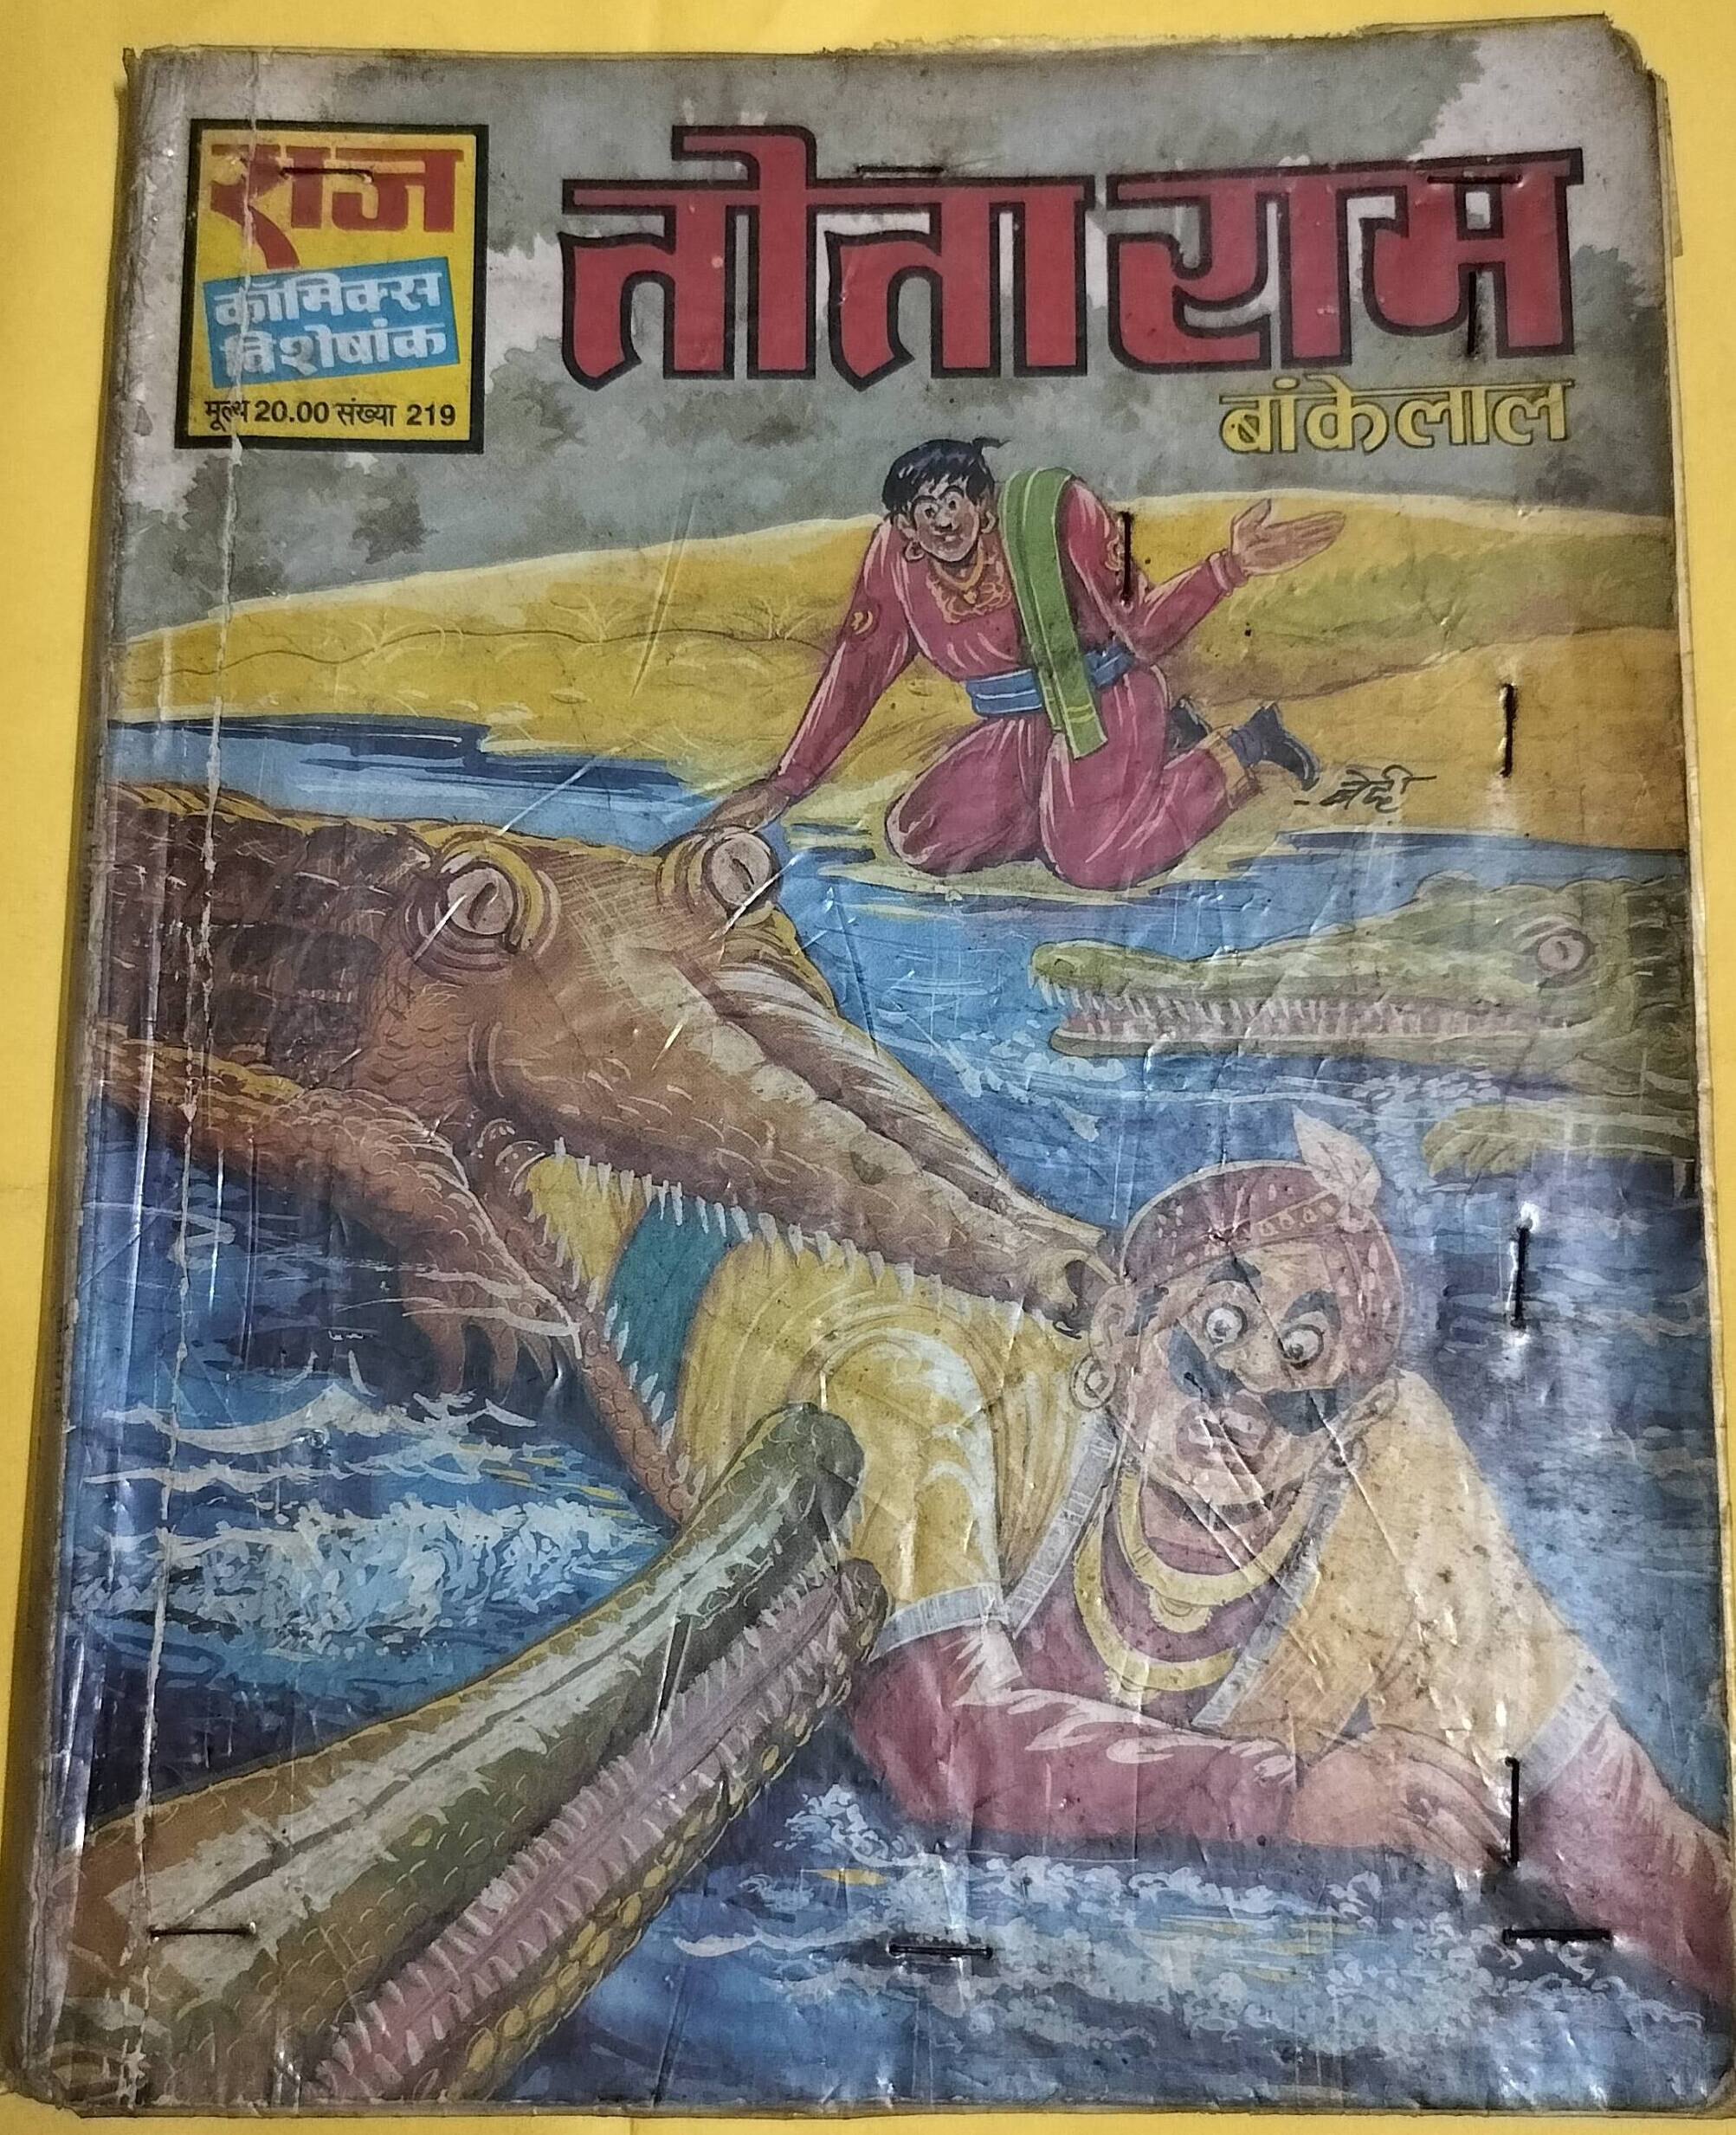 राज
कॉमिक्स
विशेषांक
मूल्य 20.00 संख्या 219
तोताराम
बांकेलाल
बेदी